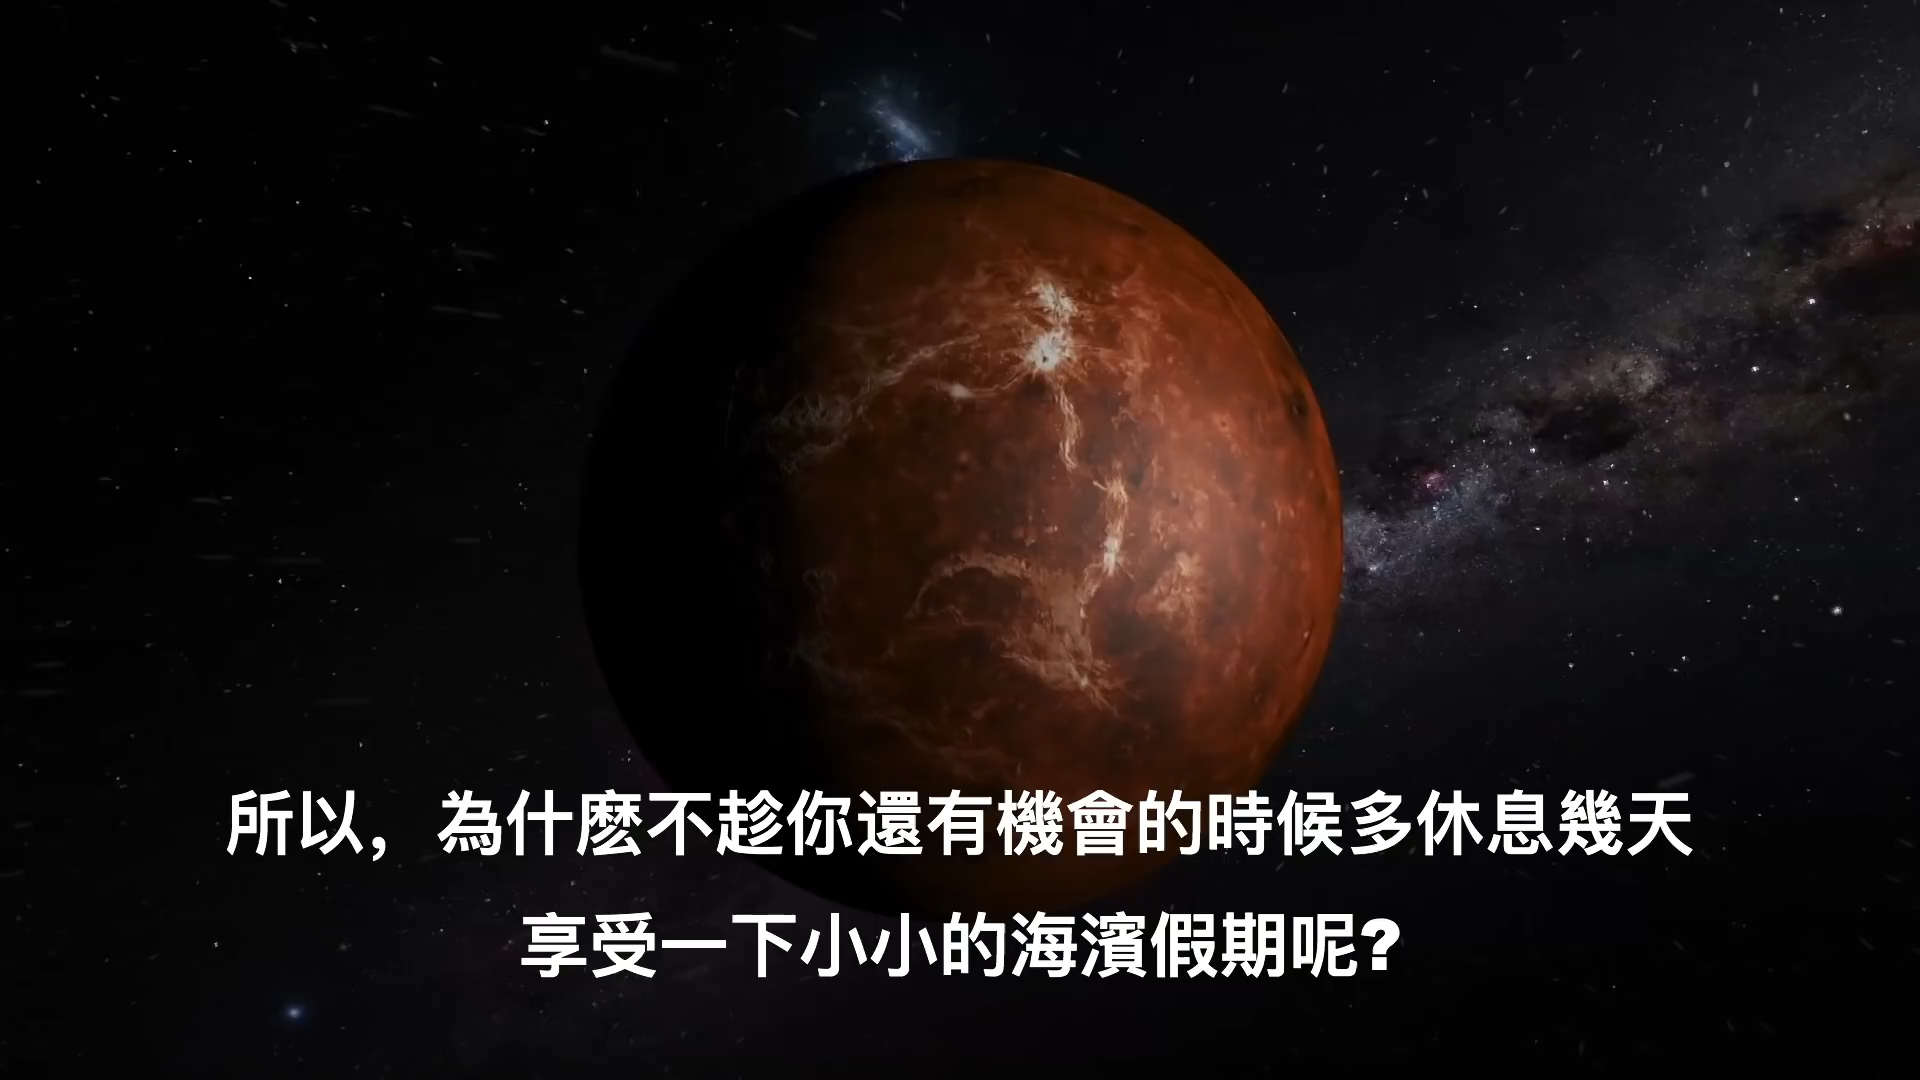 所以，為什麽不趁你還有機會的時候多休息幾天
享受一下小小的海濱假期呢?